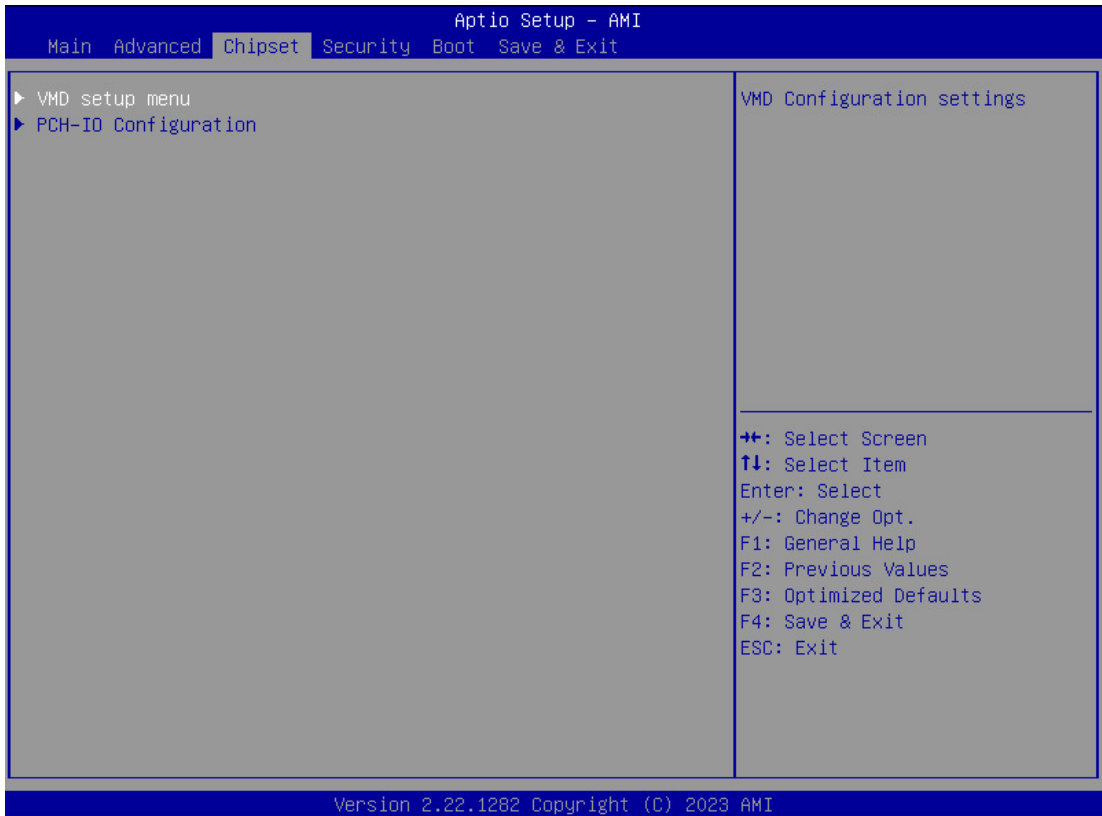 Aptio Setup – AMI
Main Advanced Chipset Security Boot Save & Exit
▶ VMD setup menu
▶ PCH-IO Configuration
VMD Configuration settings
→←: Select Screen
↑↓: Select Item
Enter: Select
+/-: Change Opt.
F1: General Help
F2: Previous Values
F3: Optimized Defaults
F4: Save & Exit
ESC: Exit
Version 2.22.1282 Copyright (C) 2023 AMI